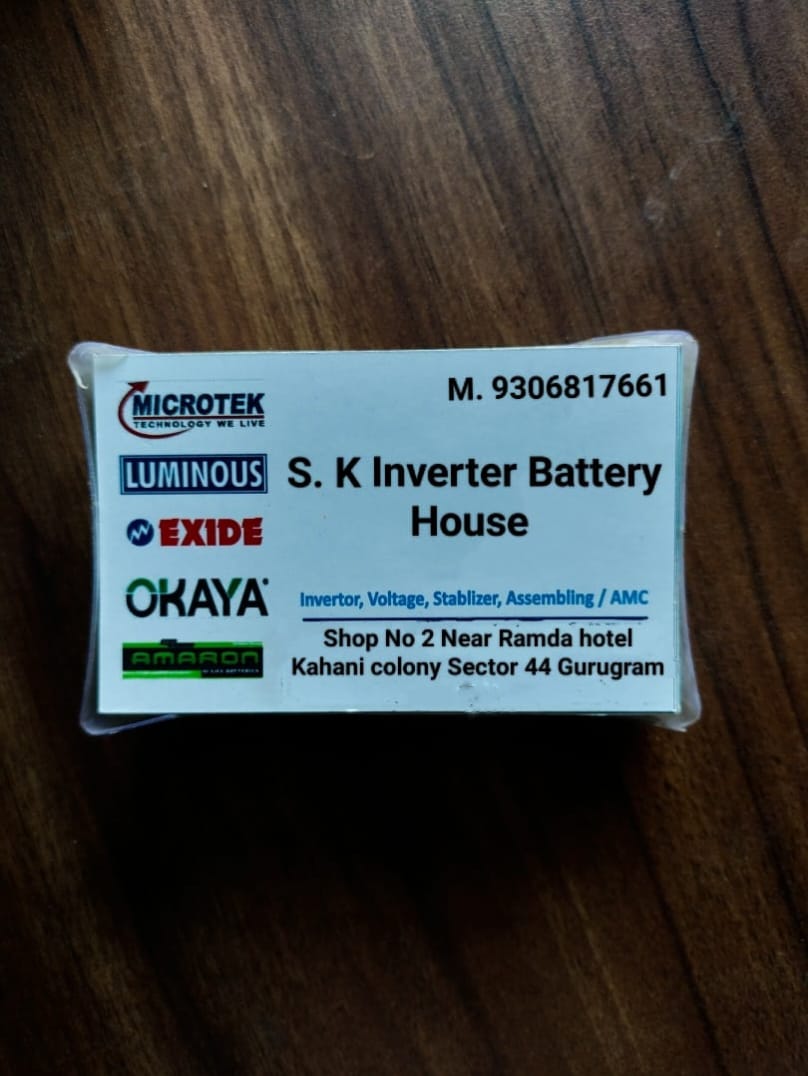 M. 9306817661
MICROTEK
TECHNOLOGY WE LIVE
LUMINOUS
EXIDE
OKAYA
AMARON
S. K Inverter Battery
House
Invertor, Voltage, Stablizer, Assembling / AMC
Shop No 2 Near Ramda hotel
Kahani colony Sector 44 Gurugram